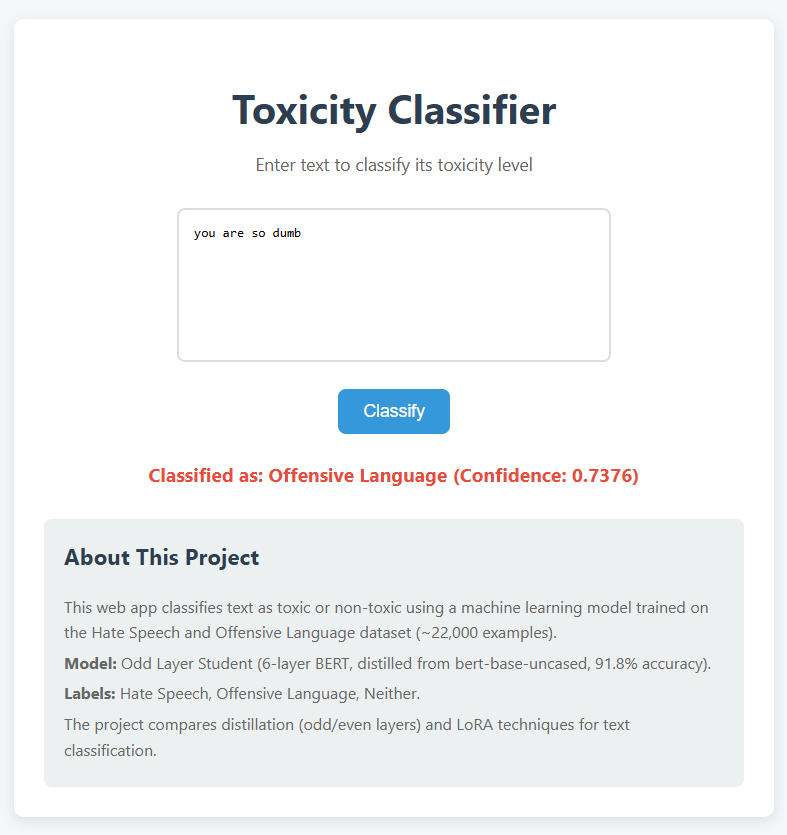 Toxicity Classifier
Enter text to classify its toxicity level
you are so dumb
Classify
Classified as: Offensive Language (Confidence: 0.7376)
About This Project
This web app classifies text as toxic or non-toxic using a machine learning model trained on
the Hate Speech and Offensive Language dataset (~22,000 examples).
Model: Odd Layer Student (6-layer BERT, distilled from bert-base-uncased, 91.8% accuracy).
Labels: Hate Speech, Offensive Language, Neither.
The project compares distillation (odd/even layers) and LoRA techniques for text
classification.